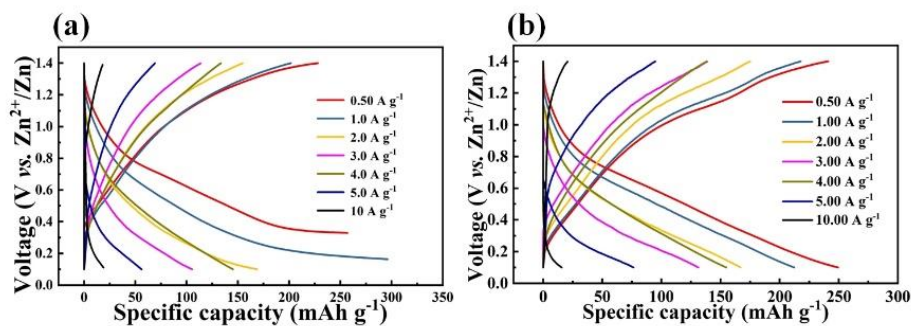 (a)
Voltage (V vs. Zn2+/Zn)
1.4
1.2
1.0
0.8
0.6
0.4
0.2
0.0
0.50 A g-1
1.0 A g-1
2.0 A g-1
3.0 A g-1
4.0 A g-1
5.0 A g-1
10 A g-1
0 50 100 150 200 250 300 350
Specific capacity (mAh g-1)
(b)
Voltage (V vs. Zn2+/Zn)
1.4
1.2
1.0
0.8
0.6
0.4
0.2
0.0
0.50 A g-1
1.00 A g-1
2.00 A g-1
3.00 A g-1
4.00 A g-1
5.00 A g-1
10.00 A g-1
0 50 100 150 200 250 300
Specific capacity (mAh g-1)